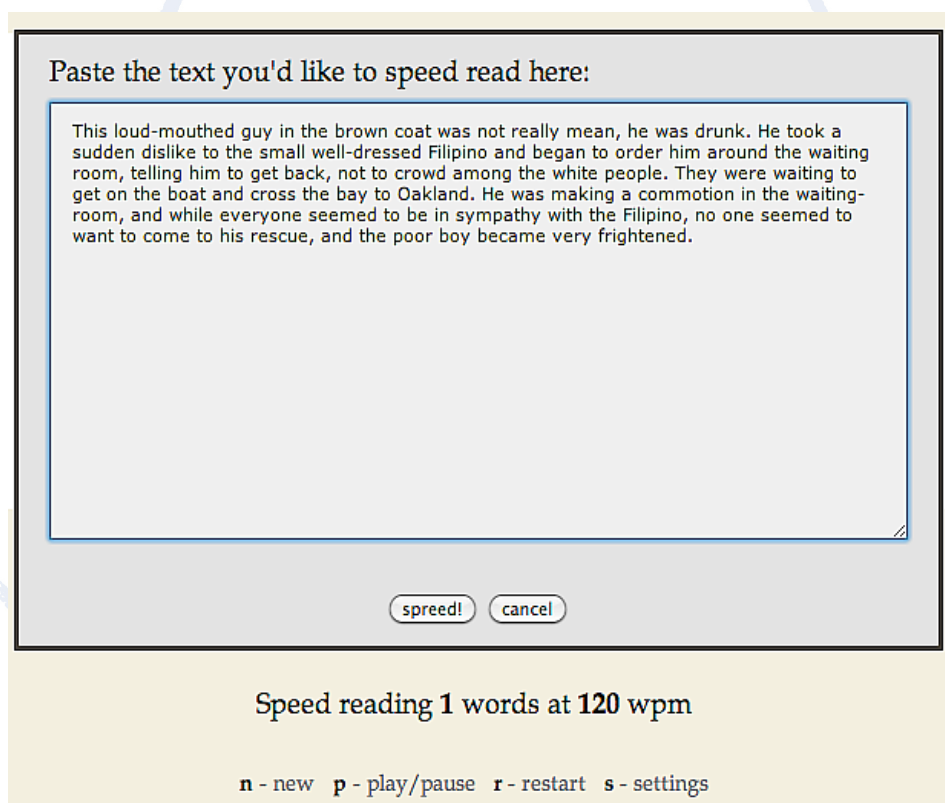 Paste the text you'd like to speed read here:
This loud-mouthed guy in the brown coat was not really mean, he was drunk. He took a
sudden dislike to the small well-dressed Filipino and began to order him around the waiting
room, telling him to get back, not to crowd among the white people. They were waiting to
get on the boat and cross the bay to Oakland. He was making a commotion in the waiting-
room, and while everyone seemed to be in sympathy with the Filipino, no one seemed to
want to come to his rescue, and the poor boy became very frightened.
spreed! cancel
Speed reading 1 words at 120 wpm
n - new p - play/pause r - restart s - settings